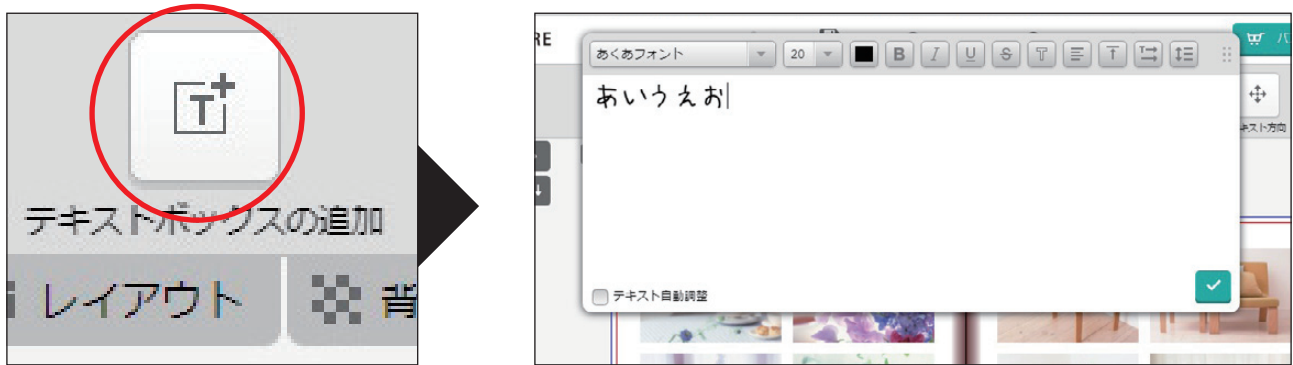 テキストボックスの追加
レイアウト
背
RE
あくあフォント
20
B I U S T
あいうえお
テキスト自動調整
キスト方向